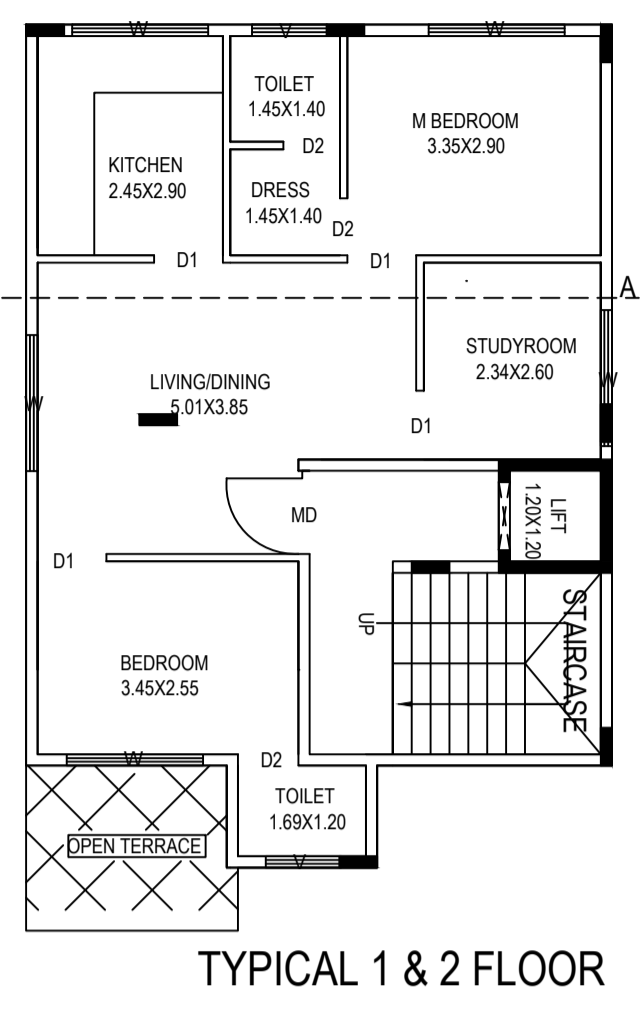 W
V
W
TOILET
1.45X1.40
M BEDROOM
3.35X2.90
D2
KITCHEN
2.45X2.90
DRESS
1.45X1.40
D2
D1
D1
A
STUDYROOM
2.34X2.60
W
LIVING/DINING
5.01X3.85
W
D1
LIFT
1.20X1.20
MD
D1
UP
STAIRCASE
BEDROOM
3.45X2.55
W
D2
TOILET
1.69X1.20
V
OPEN TERRACE
TYPICAL 1 & 2 FLOOR